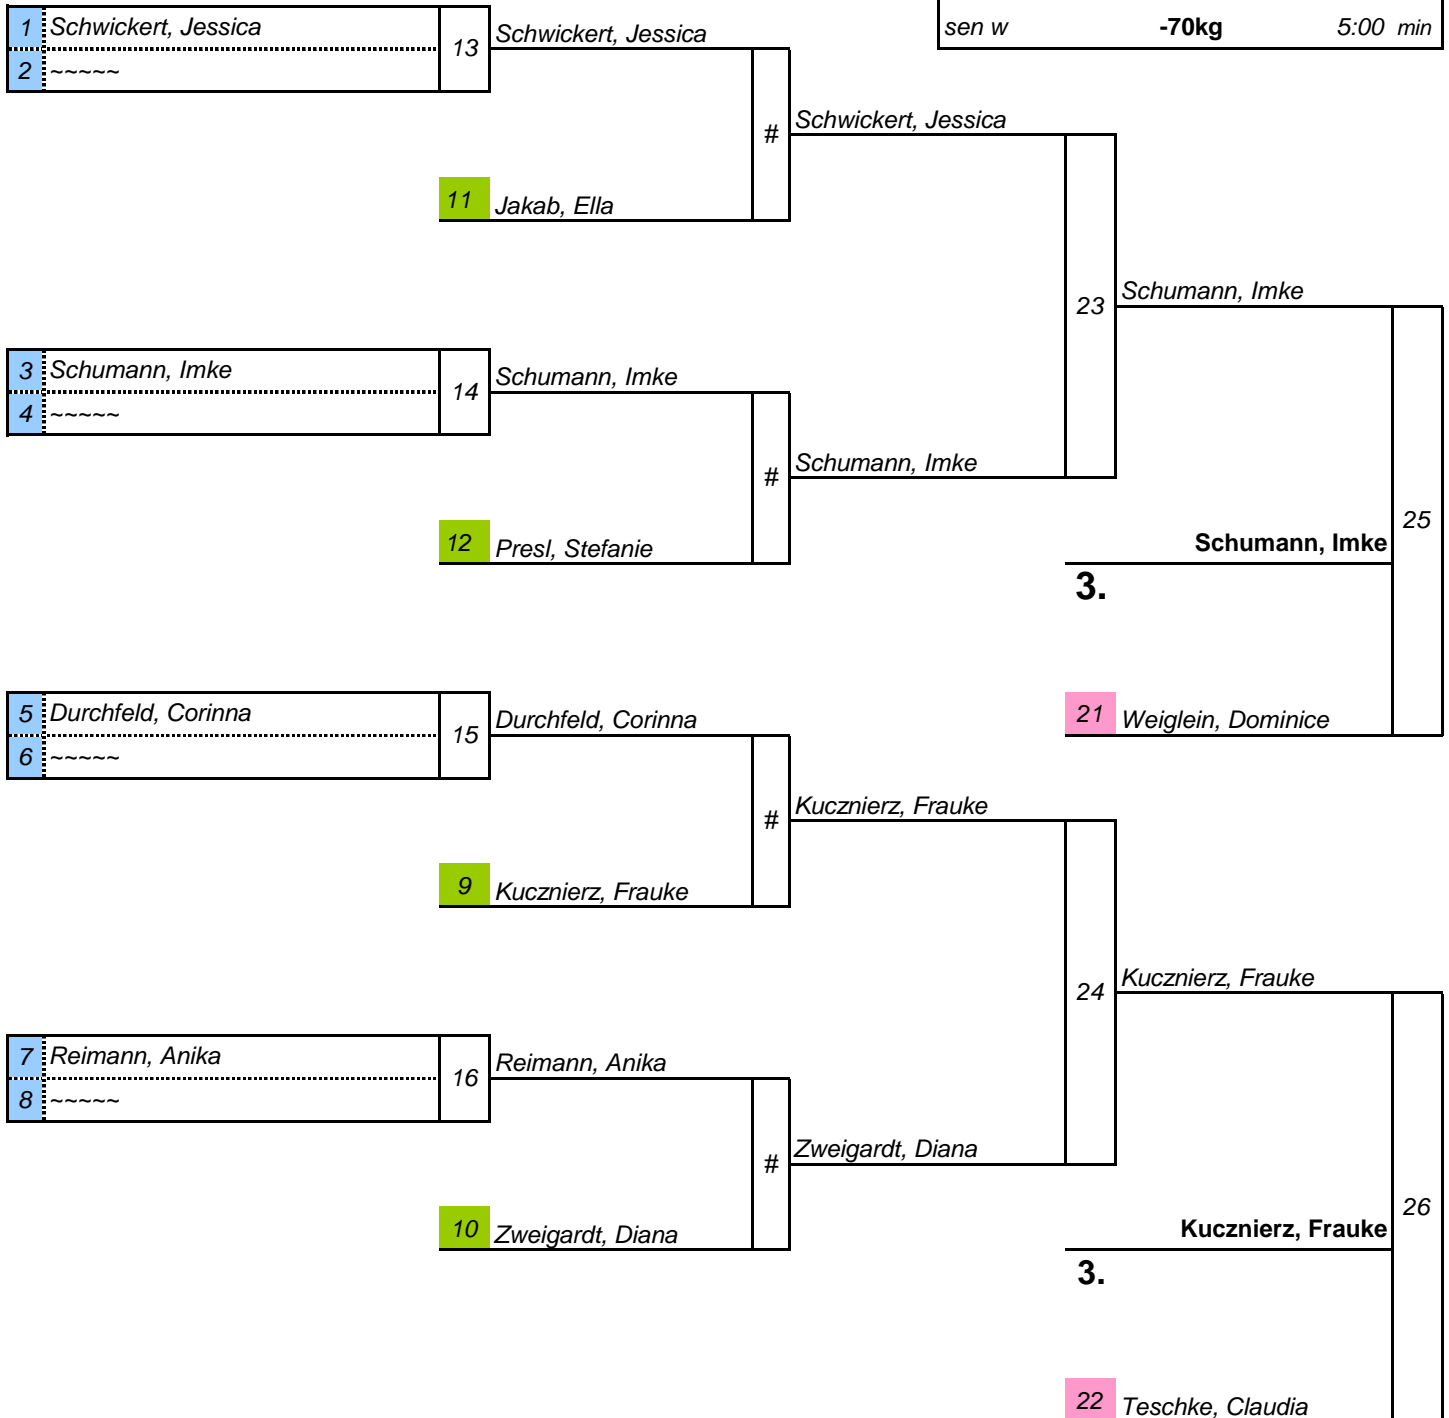 1 Schwickert, Jessica
2 ~~~~~
13 Schwickert, Jessica
sen w -70kg 5:00 min
# Schwickert, Jessica
11 Jakab, Ella
23 Schumann, Imke
3 Schumann, Imke
4 ~~~~~
14 Schumann, Imke
# Schumann, Imke
12 Presl, Stefanie
Schumann, Imke
25
3.
5 Durchfeld, Corinna
6 ~~~~~
15 Durchfeld, Corinna
21 Weiglein, Dominice
# Kucznierz, Frauke
9 Kucznierz, Frauke
24 Kucznierz, Frauke
7 Reimann, Anika
8 ~~~~~
16 Reimann, Anika
# Zweigardt, Diana
10 Zweigardt, Diana
Kucznierz, Frauke
26
3.
22 Teschke, Claudia